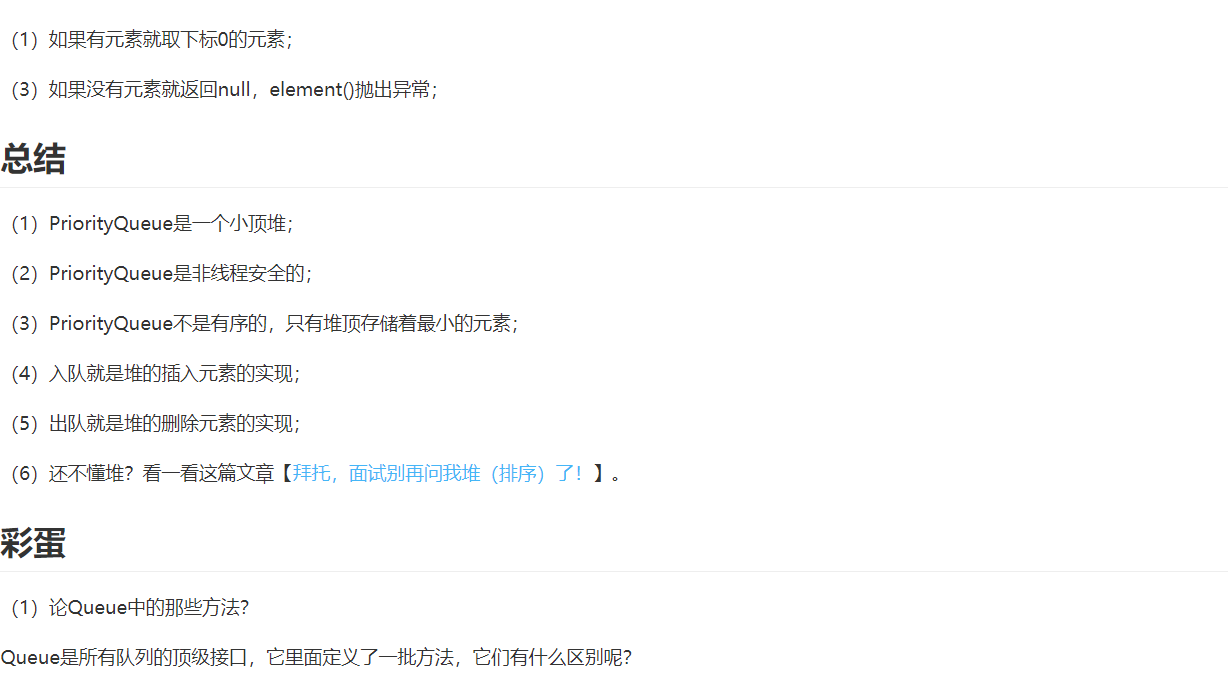 （1）如果有元素就取下标0的元素；
（3）如果没有元素就返回null，element()抛出异常；
总结
（1）PriorityQueue是一个小顶堆；
（2）PriorityQueue是非线程安全的；
（3）PriorityQueue不是有序的，只有堆顶存储着最小的元素；
（4）入队就是堆的插入元素的实现；
（5）出队就是堆的删除元素的实现；
（6）还不懂堆？看一看这篇文章【拜托，面试别再问我堆（排序）了！】。
彩蛋
（1）论Queue中的那些方法？
Queue是所有队列的顶级接口，它里面定义了一批方法，它们有什么区别呢？